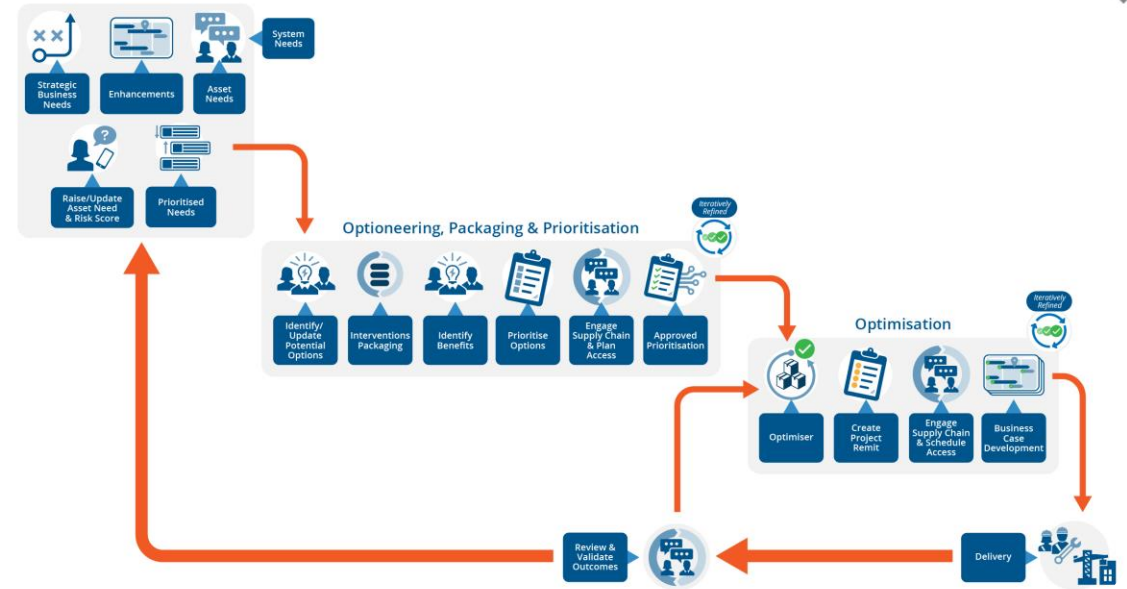 System
Needs
Strategic
Business
Needs
Enhancements
Asset
Needs
?
Raise/Update
Asset Need
& Risk Score
Prioritised
Needs
Optioneering, Packaging & Prioritisation
Iteratively
Refined
Identify/
Update
Potential
Options
Interventions
Packaging
Identify
Benefits
Prioritise
Options
Engage
Supply Chain
& Plan
Access
Approved
Prioritisation
Optimisation
Iteratively
Refined
Optimiser
Create
Project
Remit
Engage
Supply Chain
& Schedule
Access
Business
Case
Development
Review &
Validate
Outcomes
Delivery